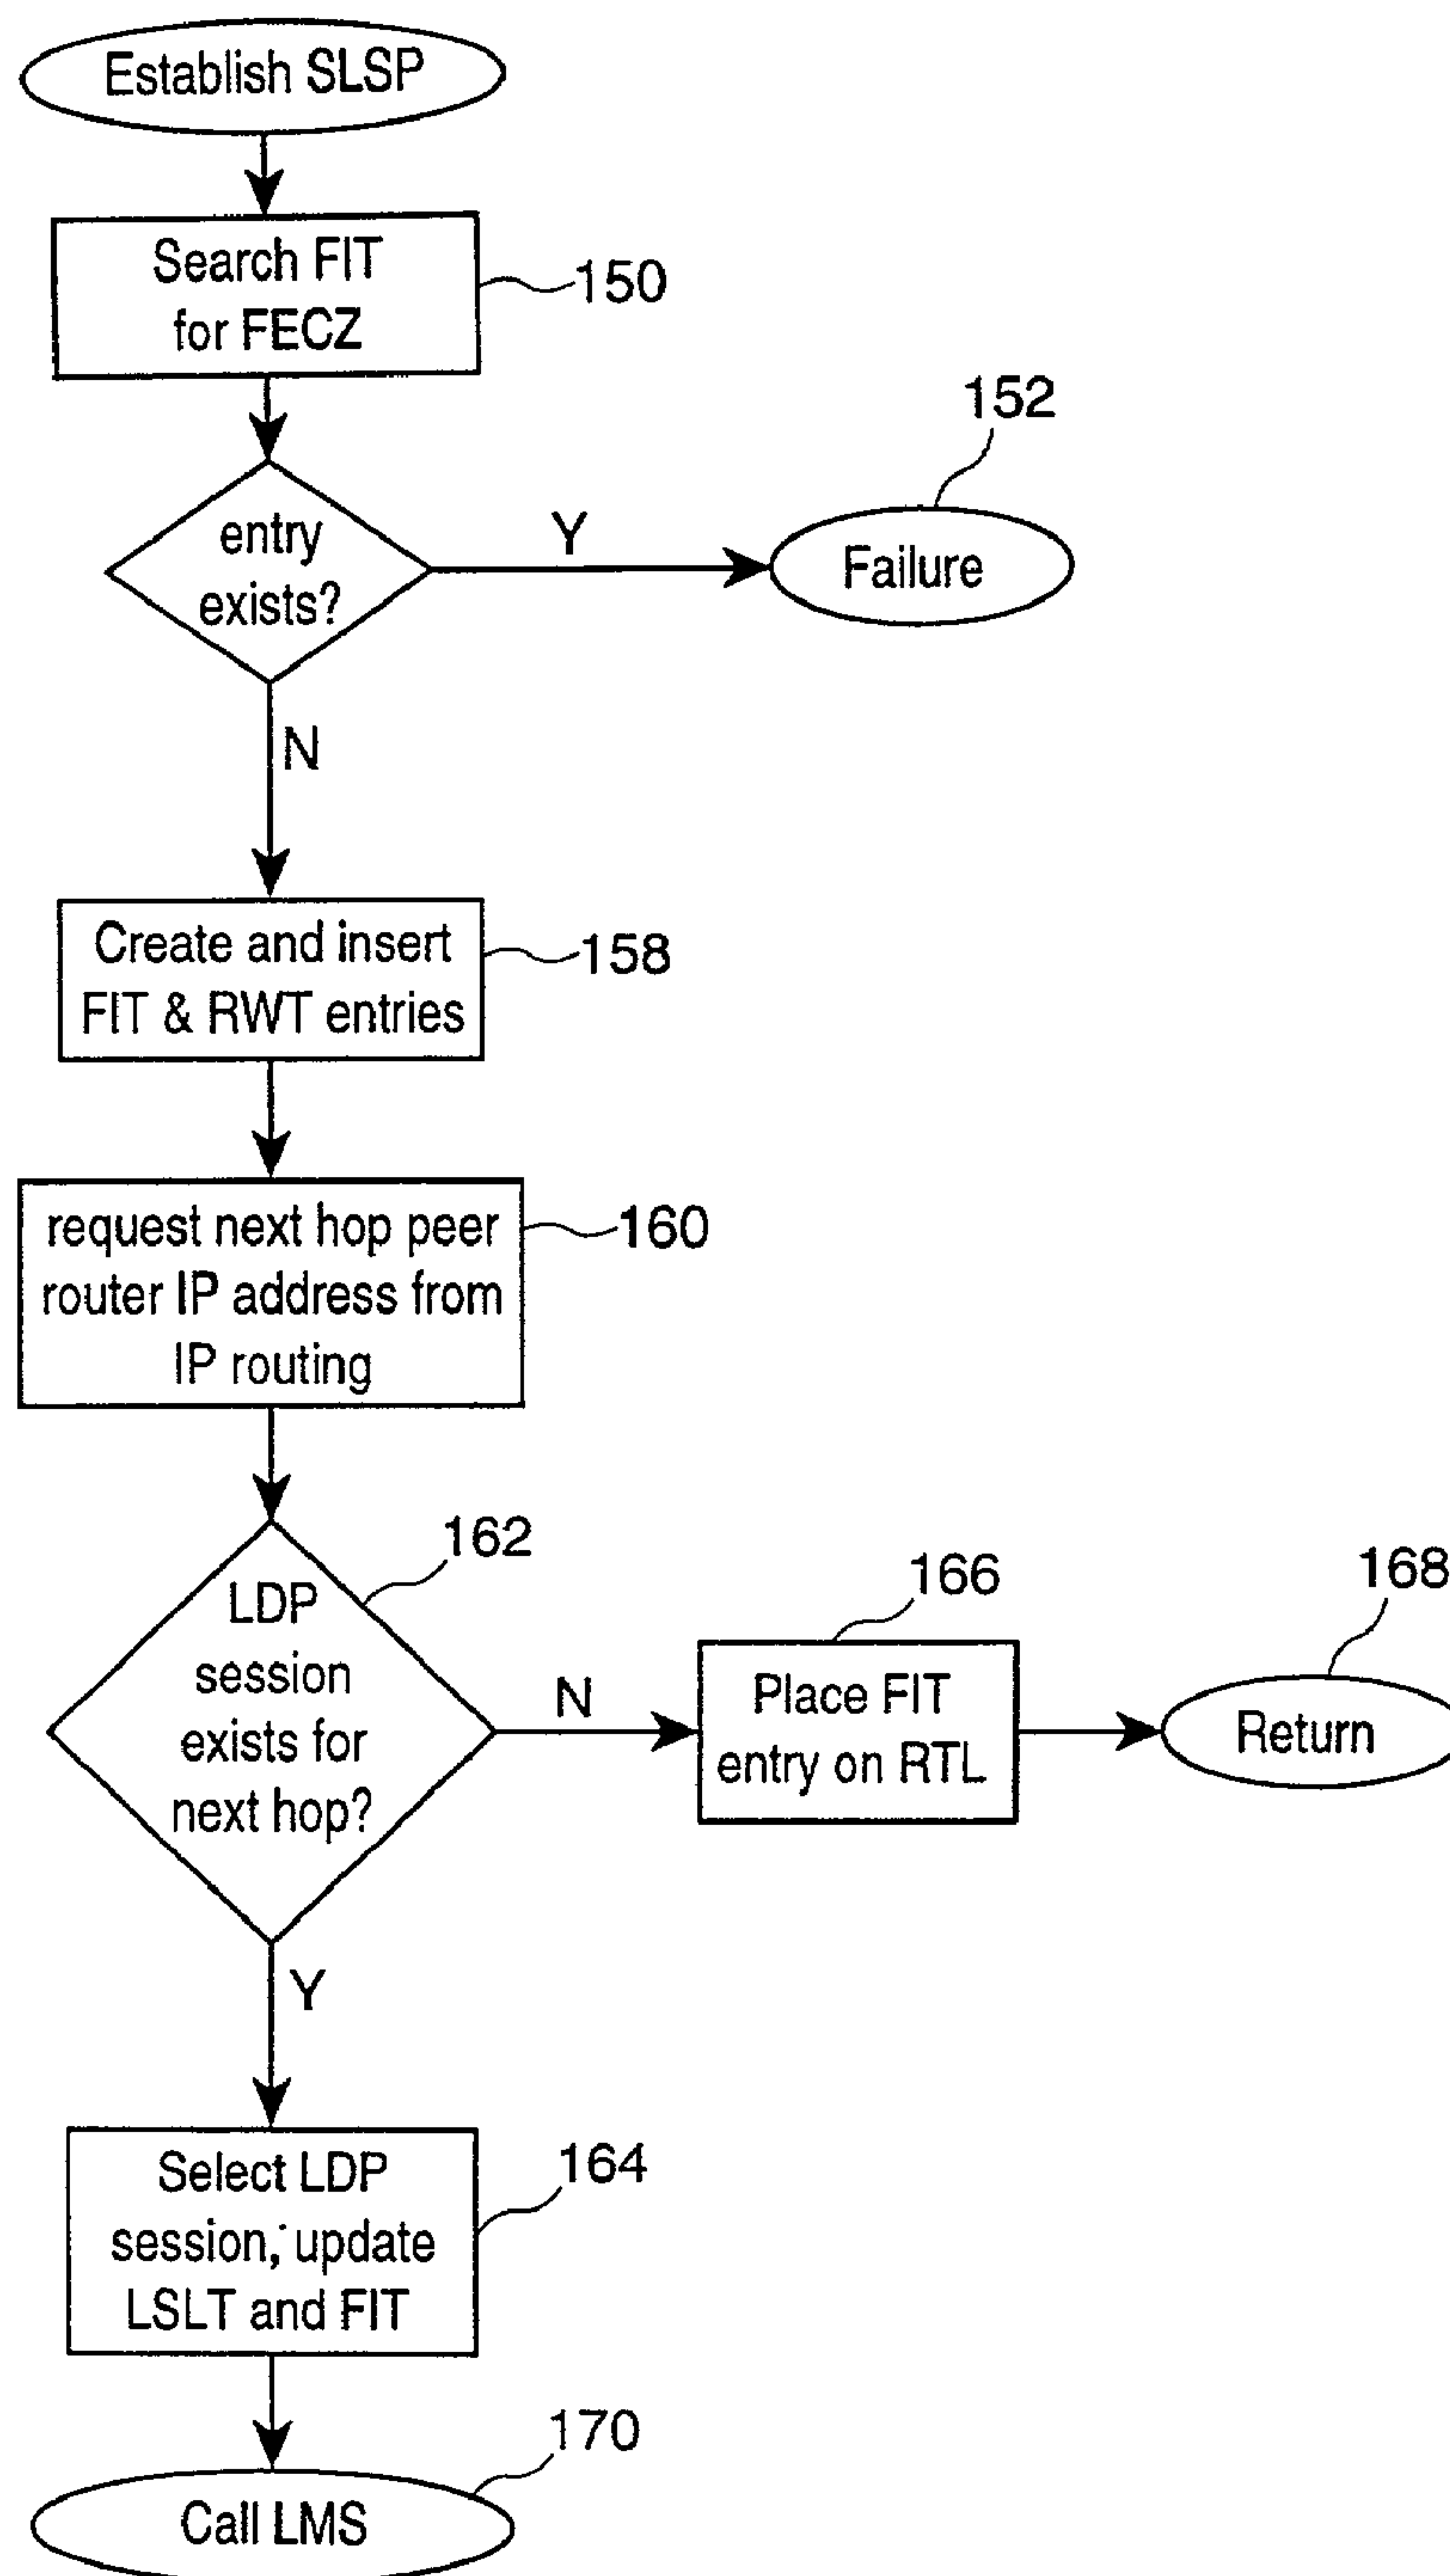 Establish SLSP
Search FIT
for FECZ
150
152
entry
exists?
Y
Failure
N
Create and insert
FIT & RWT entries
158
request next hop peer
router IP address from
IP routing
160
162
LDP
session
exists for
next hop?
N
166
Place FIT
entry on RTL
168
Return
Y
Select LDP
session, update
LSLT and FIT
164
170
Call LMS